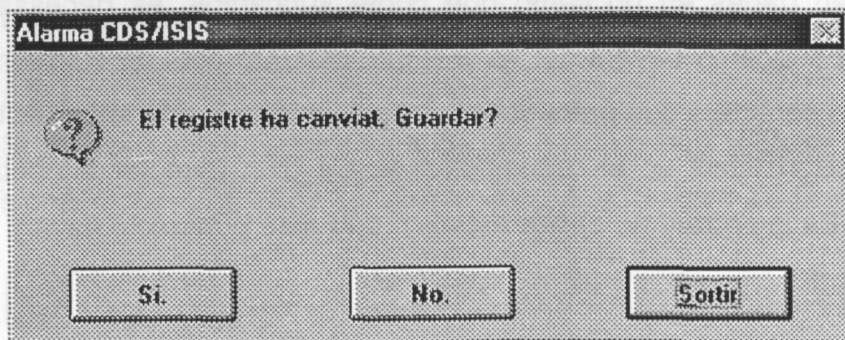 Alarma CDS/ISIS
El registre ha canviat. Guardar?
Si. No. Sortir